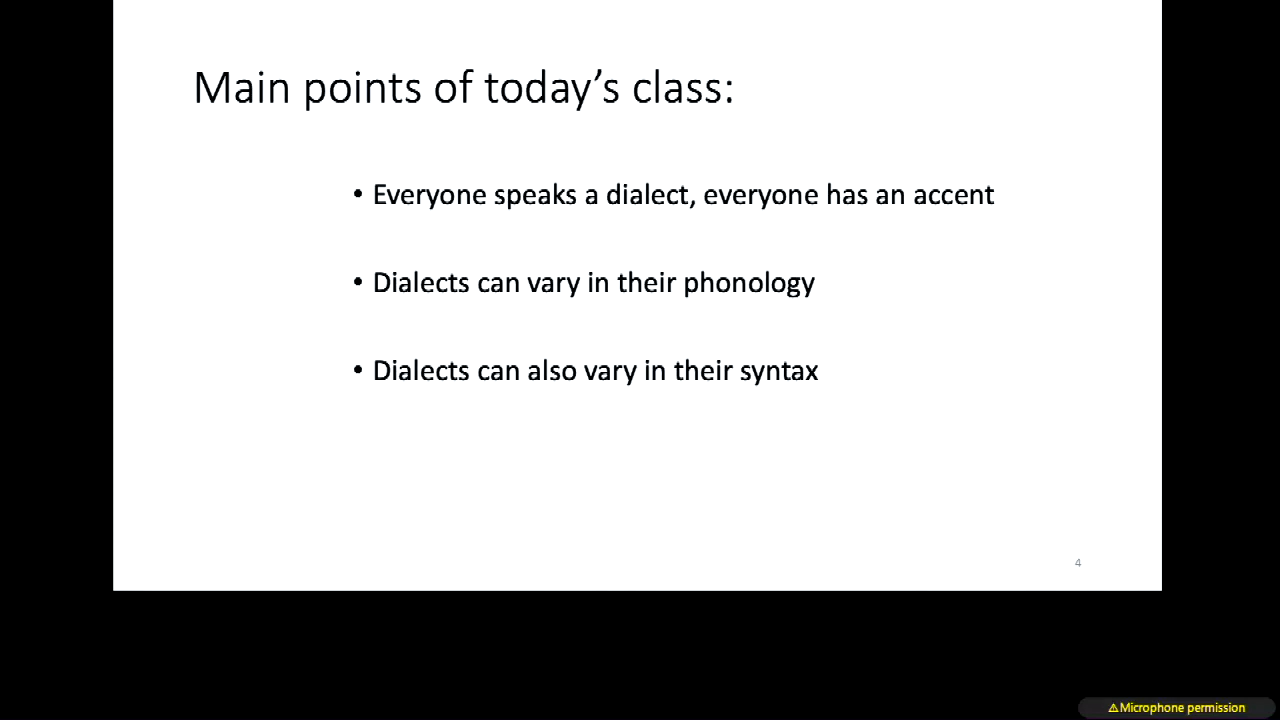 Main points of today’s class:
• Everyone speaks a dialect, everyone has an accent
• Dialects can vary in their phonology
• Dialects can also vary in their syntax
4
⚠Microphone permission